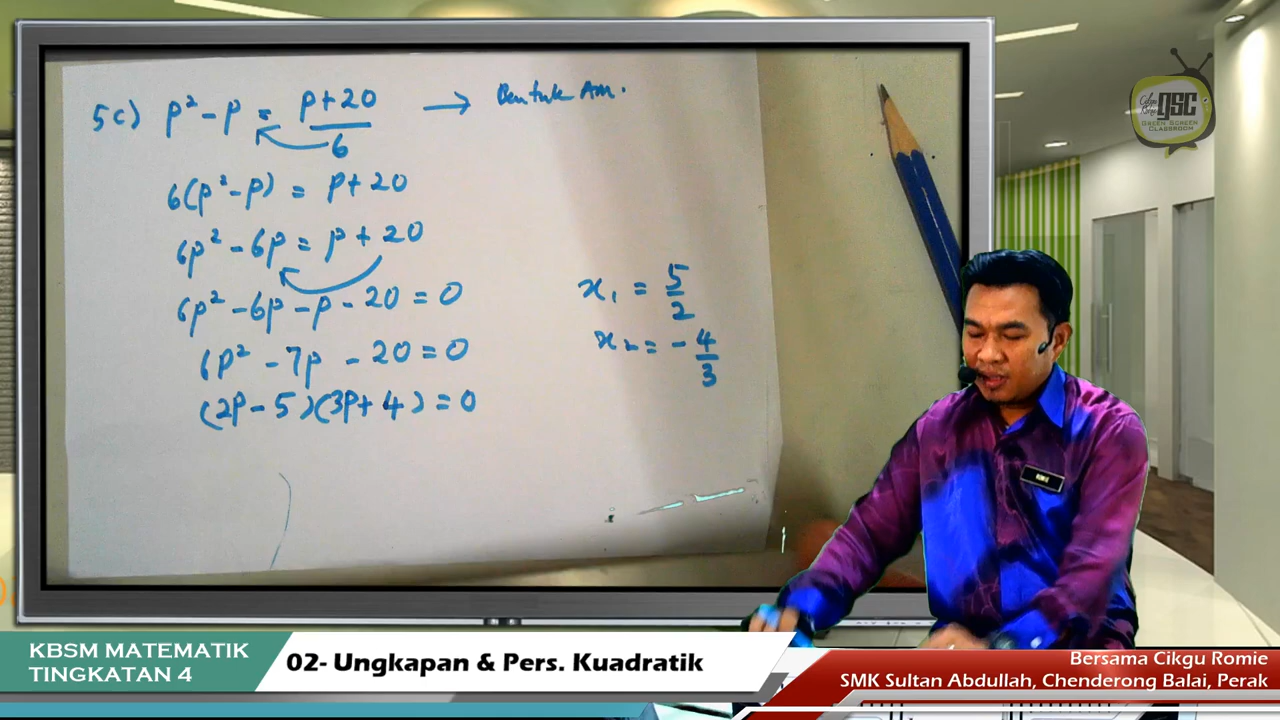 5c) p² - p = p+20/6 → Bentuk Am.
6(p² - p) = p+20
6p² - 6p = p + 20
6p² - 6p - p - 20 = 0
6p² - 7p - 20 = 0
(2p - 5)(3p + 4) = 0
x₁ = 5/2
x₂ = - 4/3
GSC
GREEN SCREEN
CLASSROOM
KBSM MATEMATIK
TINGKATAN 4
02- Ungkapan & Pers. Kuadratik
Bersama Cikgu Romie
SMK Sultan Abdullah, Chenderong Balai, Perak